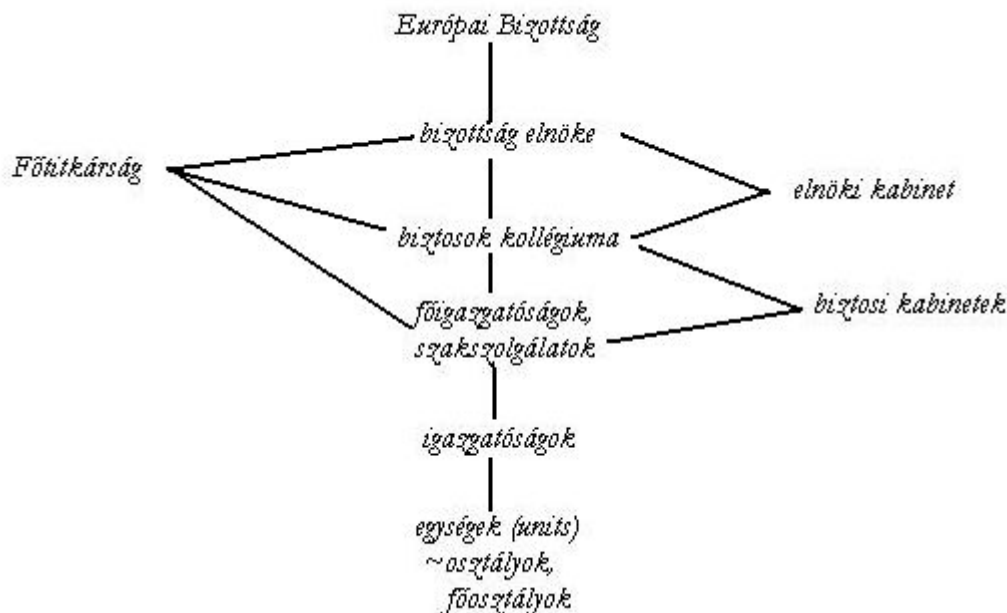 Európai Bizottság
bizottság elnöke
Főtitkárság
elnöki kabinet
biztosok kollégiuma
biztosi kabinetek
főigazgatóságok,
szakszolgálatok
igazgatóságok
egységek (units)
~osztályok,
főosztályok